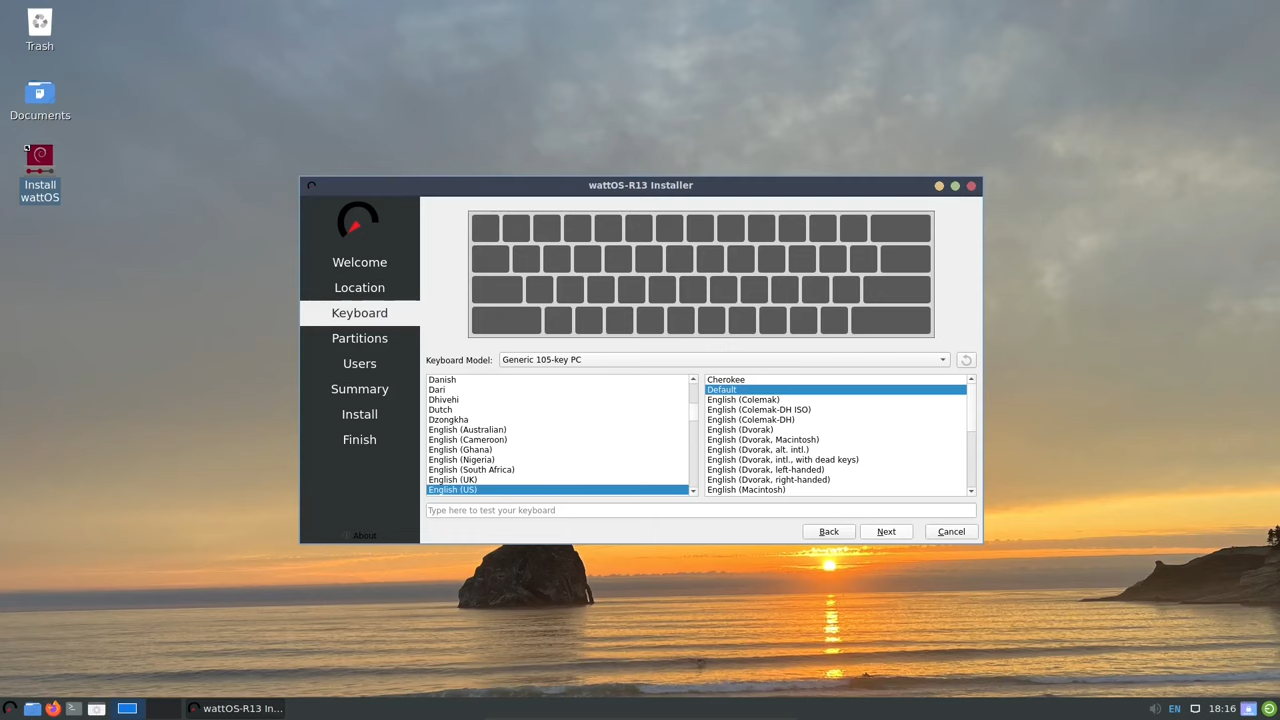 Trash
Documents
Install
wattOS
wattOS-R13 Installer
Welcome
Location
Keyboard
Partitions
Users
Summary
Install
Finish
About
Keyboard Model:
Generic 105-key PC
Danish
Dari
Dhivehi
Dutch
Dzongkha
English (Australian)
English (Cameroon)
English (Ghana)
English (Nigeria)
English (South Africa)
English (UK)
English (US)
Cherokee
Default
English (Colemak)
English (Colemak-DH ISO)
English (Colemak-DH)
English (Dvorak)
English (Dvorak, Macintosh)
English (Dvorak, alt. intl.)
English (Dvorak, intl., with dead keys)
English (Dvorak, left-handed)
English (Dvorak, right-handed)
English (Macintosh)
Type here to test your keyboard
Back
Next
Cancel
wattOS-R13 In...
EN
18:16